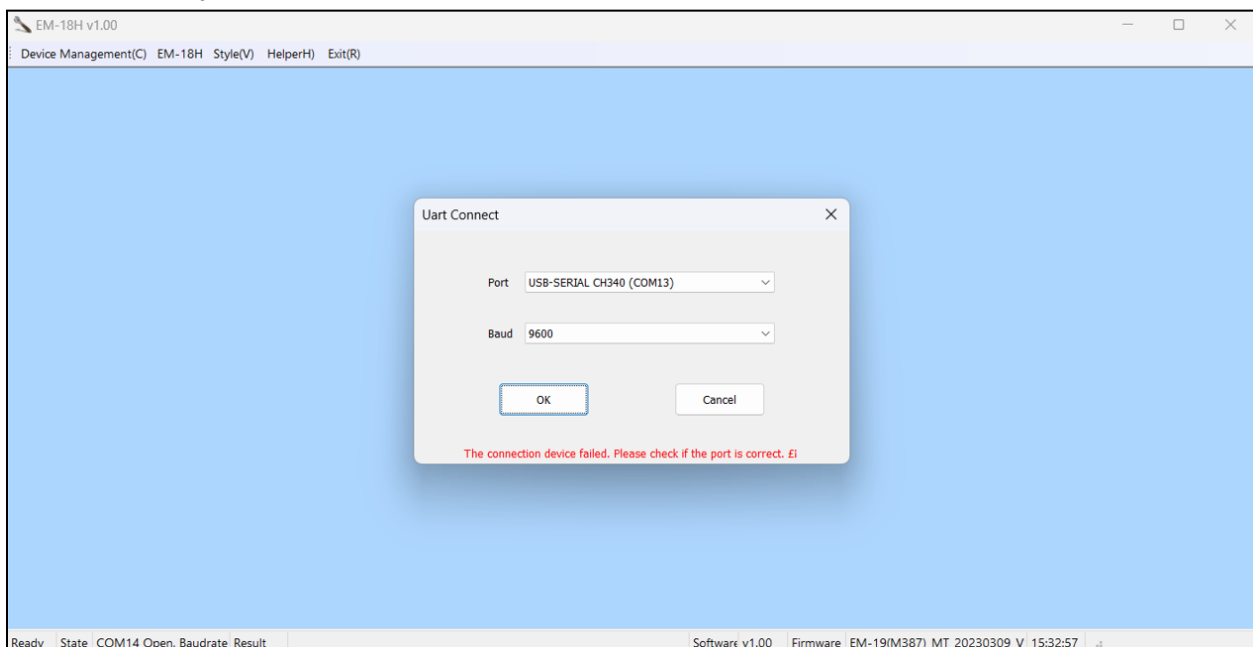 EM-18H v1.00
Device Management(C) EM-18H Style(V) HelperH) Exit(R)
Uart Connect
Port USB-SERIAL CH340 (COM13)
Baud 9600
OK Cancel
The connection device failed. Please check if the port is correct. £¡
Ready State COM14 Open, Baudrate Result Software v1.00 Firmware EM-19(M387) MT 20230309 V 15:32:57